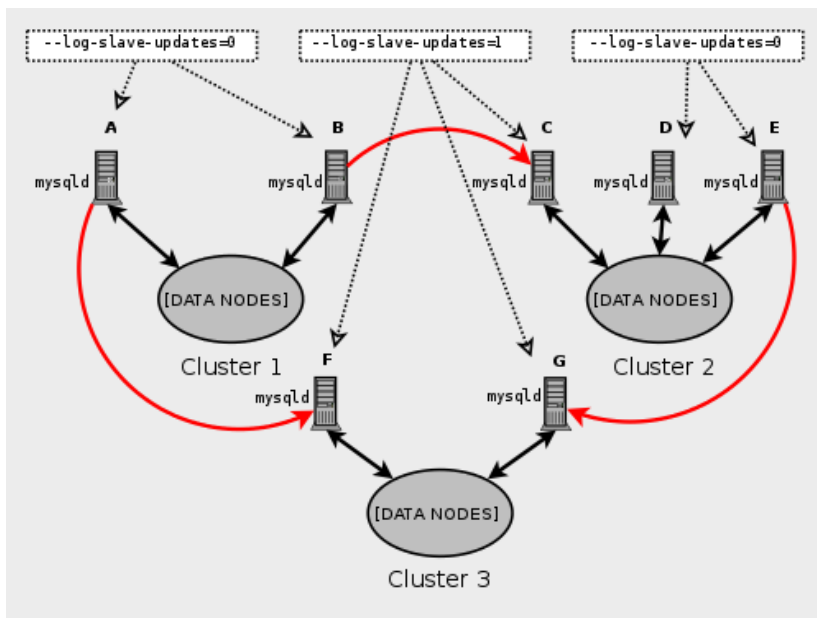 --log-slave-updates=0
--log-slave-updates=1
--log-slave-updates=0
A
B
C
D
E
mysqld
mysqld
mysqld
mysqld
mysqld
[DATA NODES]
[DATA NODES]
Cluster 1
Cluster 2
F
G
mysqld
mysqld
[DATA NODES]
Cluster 3